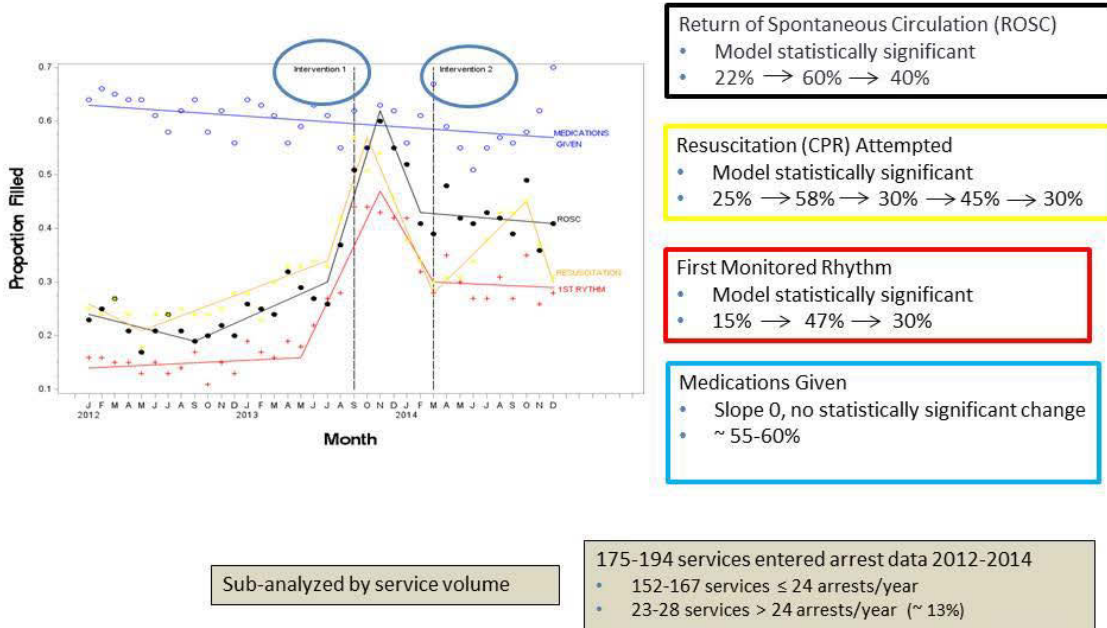 Return of Spontaneous Circulation (ROSC)
• Model statistically significant
• 22% → 60% → 40%
Resuscitation (CPR) Attempted
• Model statistically significant
• 25% → 58% → 30% → 45% → 30%
First Monitored Rhythm
• Model statistically significant
• 15% → 47% → 30%
Medications Given
• Slope 0, no statistically significant change
• ~ 55-60%
Intervention 1
Intervention 2
0.7
0.6
0.5
0.4
0.3
0.2
0.1
Proportion Filled
MEDICATIONS
GIVEN
ROSC
RESUSCITATION
1ST RYTHM
J F M A M J J A S O N D J F M A M J J A S O N D J F M A M J J A S O N D
2012 2013 2014
Month
Sub-analyzed by service volume
175-194 services entered arrest data 2012-2014
• 152-167 services ≤ 24 arrests/year
• 23-28 services > 24 arrests/year (~ 13%)